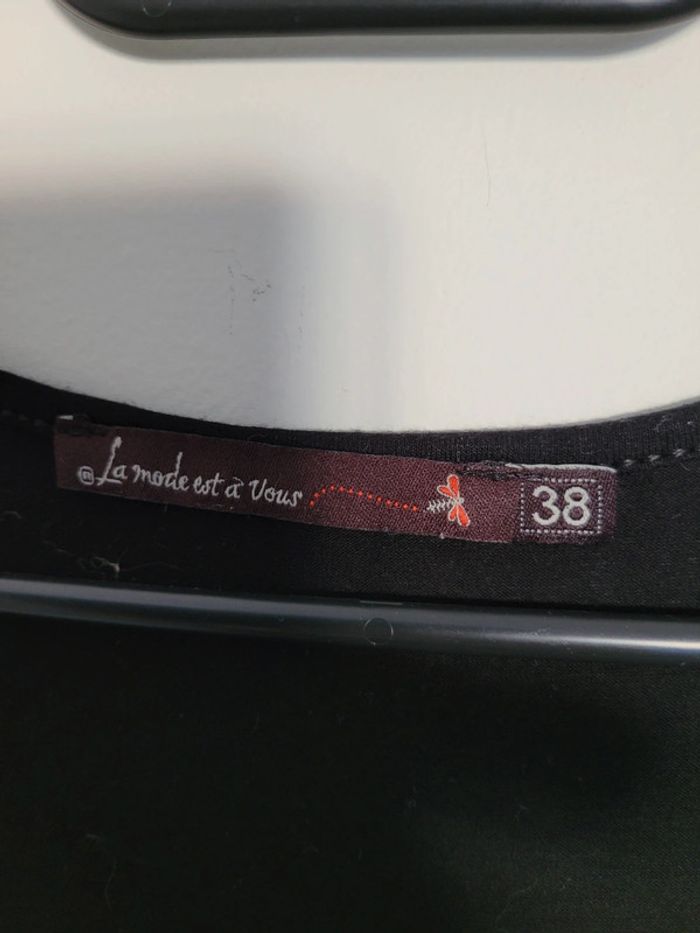 La mode est à Vous 38